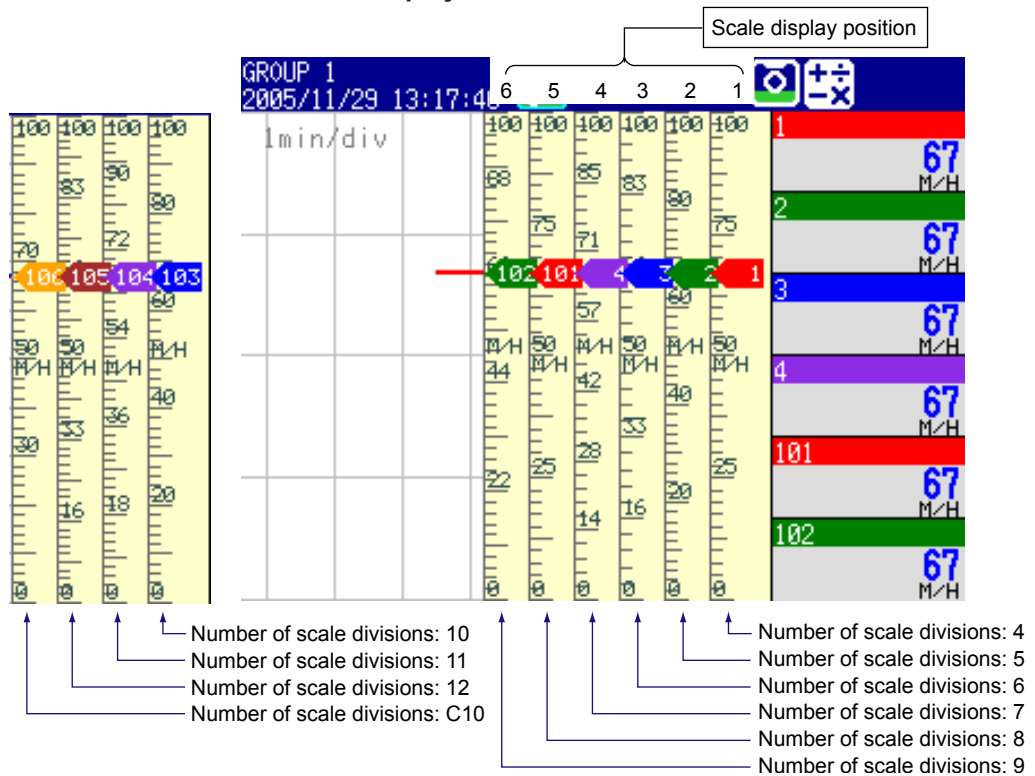 Scale display position
GROUP 1
6 5 4 3 2 1
2005/11/29 13:17:4
1min/div
100 100 100 100
90
83
80
72
70
106 105 104 103
60
54
50 50 M/H
M/H M/H M/H
40
36
33
30
20
18
16
0 0 0 0
100 100 100 100 100 100
88 85 83
80
75 75
71
102 101 4 3 2 1
60
57
M/H 50 M/H 50 M/H 50
44 M/H M/H M/H
42
40
33
28
25 25
22
20
16
14
0 0 0 0 0 0
1
67
M/H
2
67
M/H
3
67
M/H
4
67
M/H
101
67
M/H
102
67
M/H
Number of scale divisions: 10
Number of scale divisions: 11
Number of scale divisions: 12
Number of scale divisions: C10
Number of scale divisions: 4
Number of scale divisions: 5
Number of scale divisions: 6
Number of scale divisions: 7
Number of scale divisions: 8
Number of scale divisions: 9